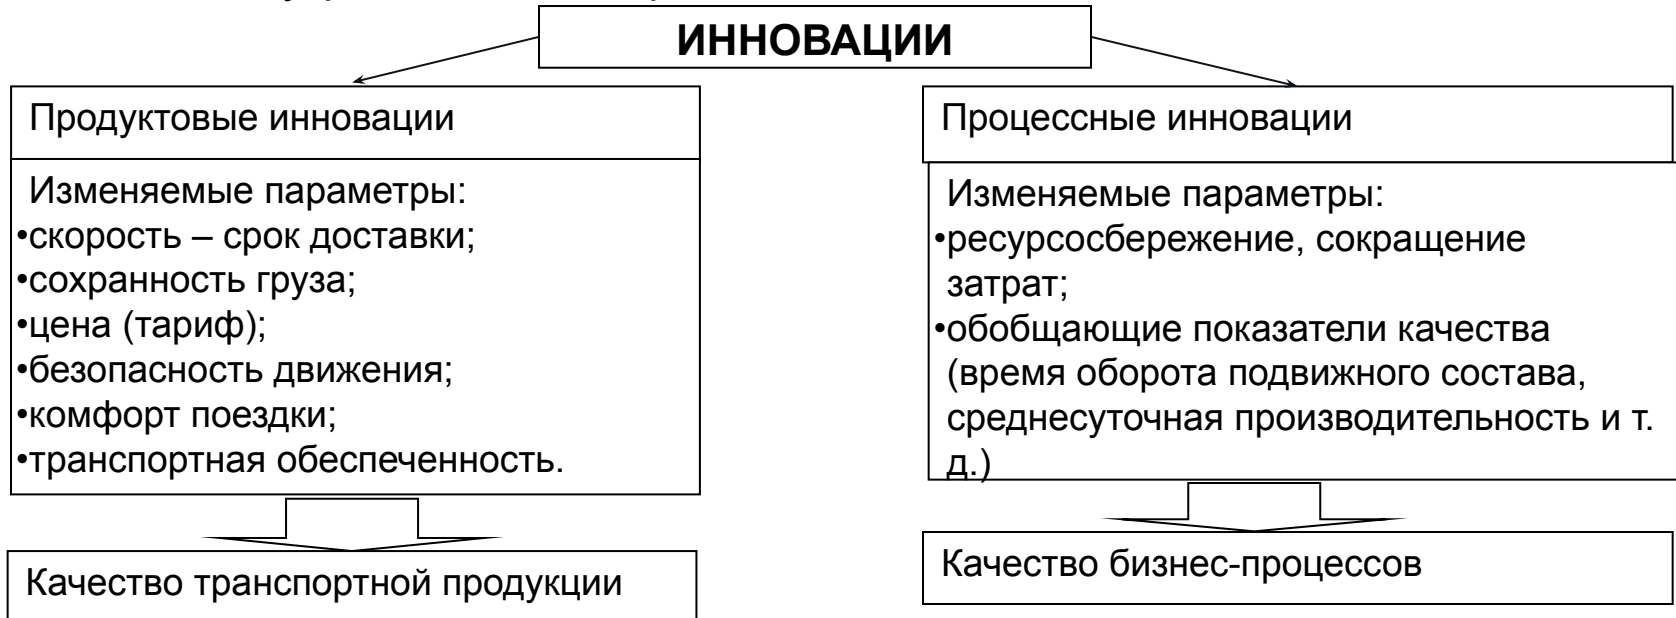 ИННОВАЦИИ
Продуктовые инновации
Изменяемые параметры:
•скорость – срок доставки;
•сохранность груза;
•цена (тариф);
•безопасность движения;
•комфорт поездки;
•транспортная обеспеченность.
Качество транспортной продукции
Процессные инновации
Изменяемые параметры:
•ресурсосбережение, сокращение
затрат;
•обобщающие показатели качества
(время оборота подвижного состава,
среднесуточная производительность и т.
д.)
Качество бизнес-процессов